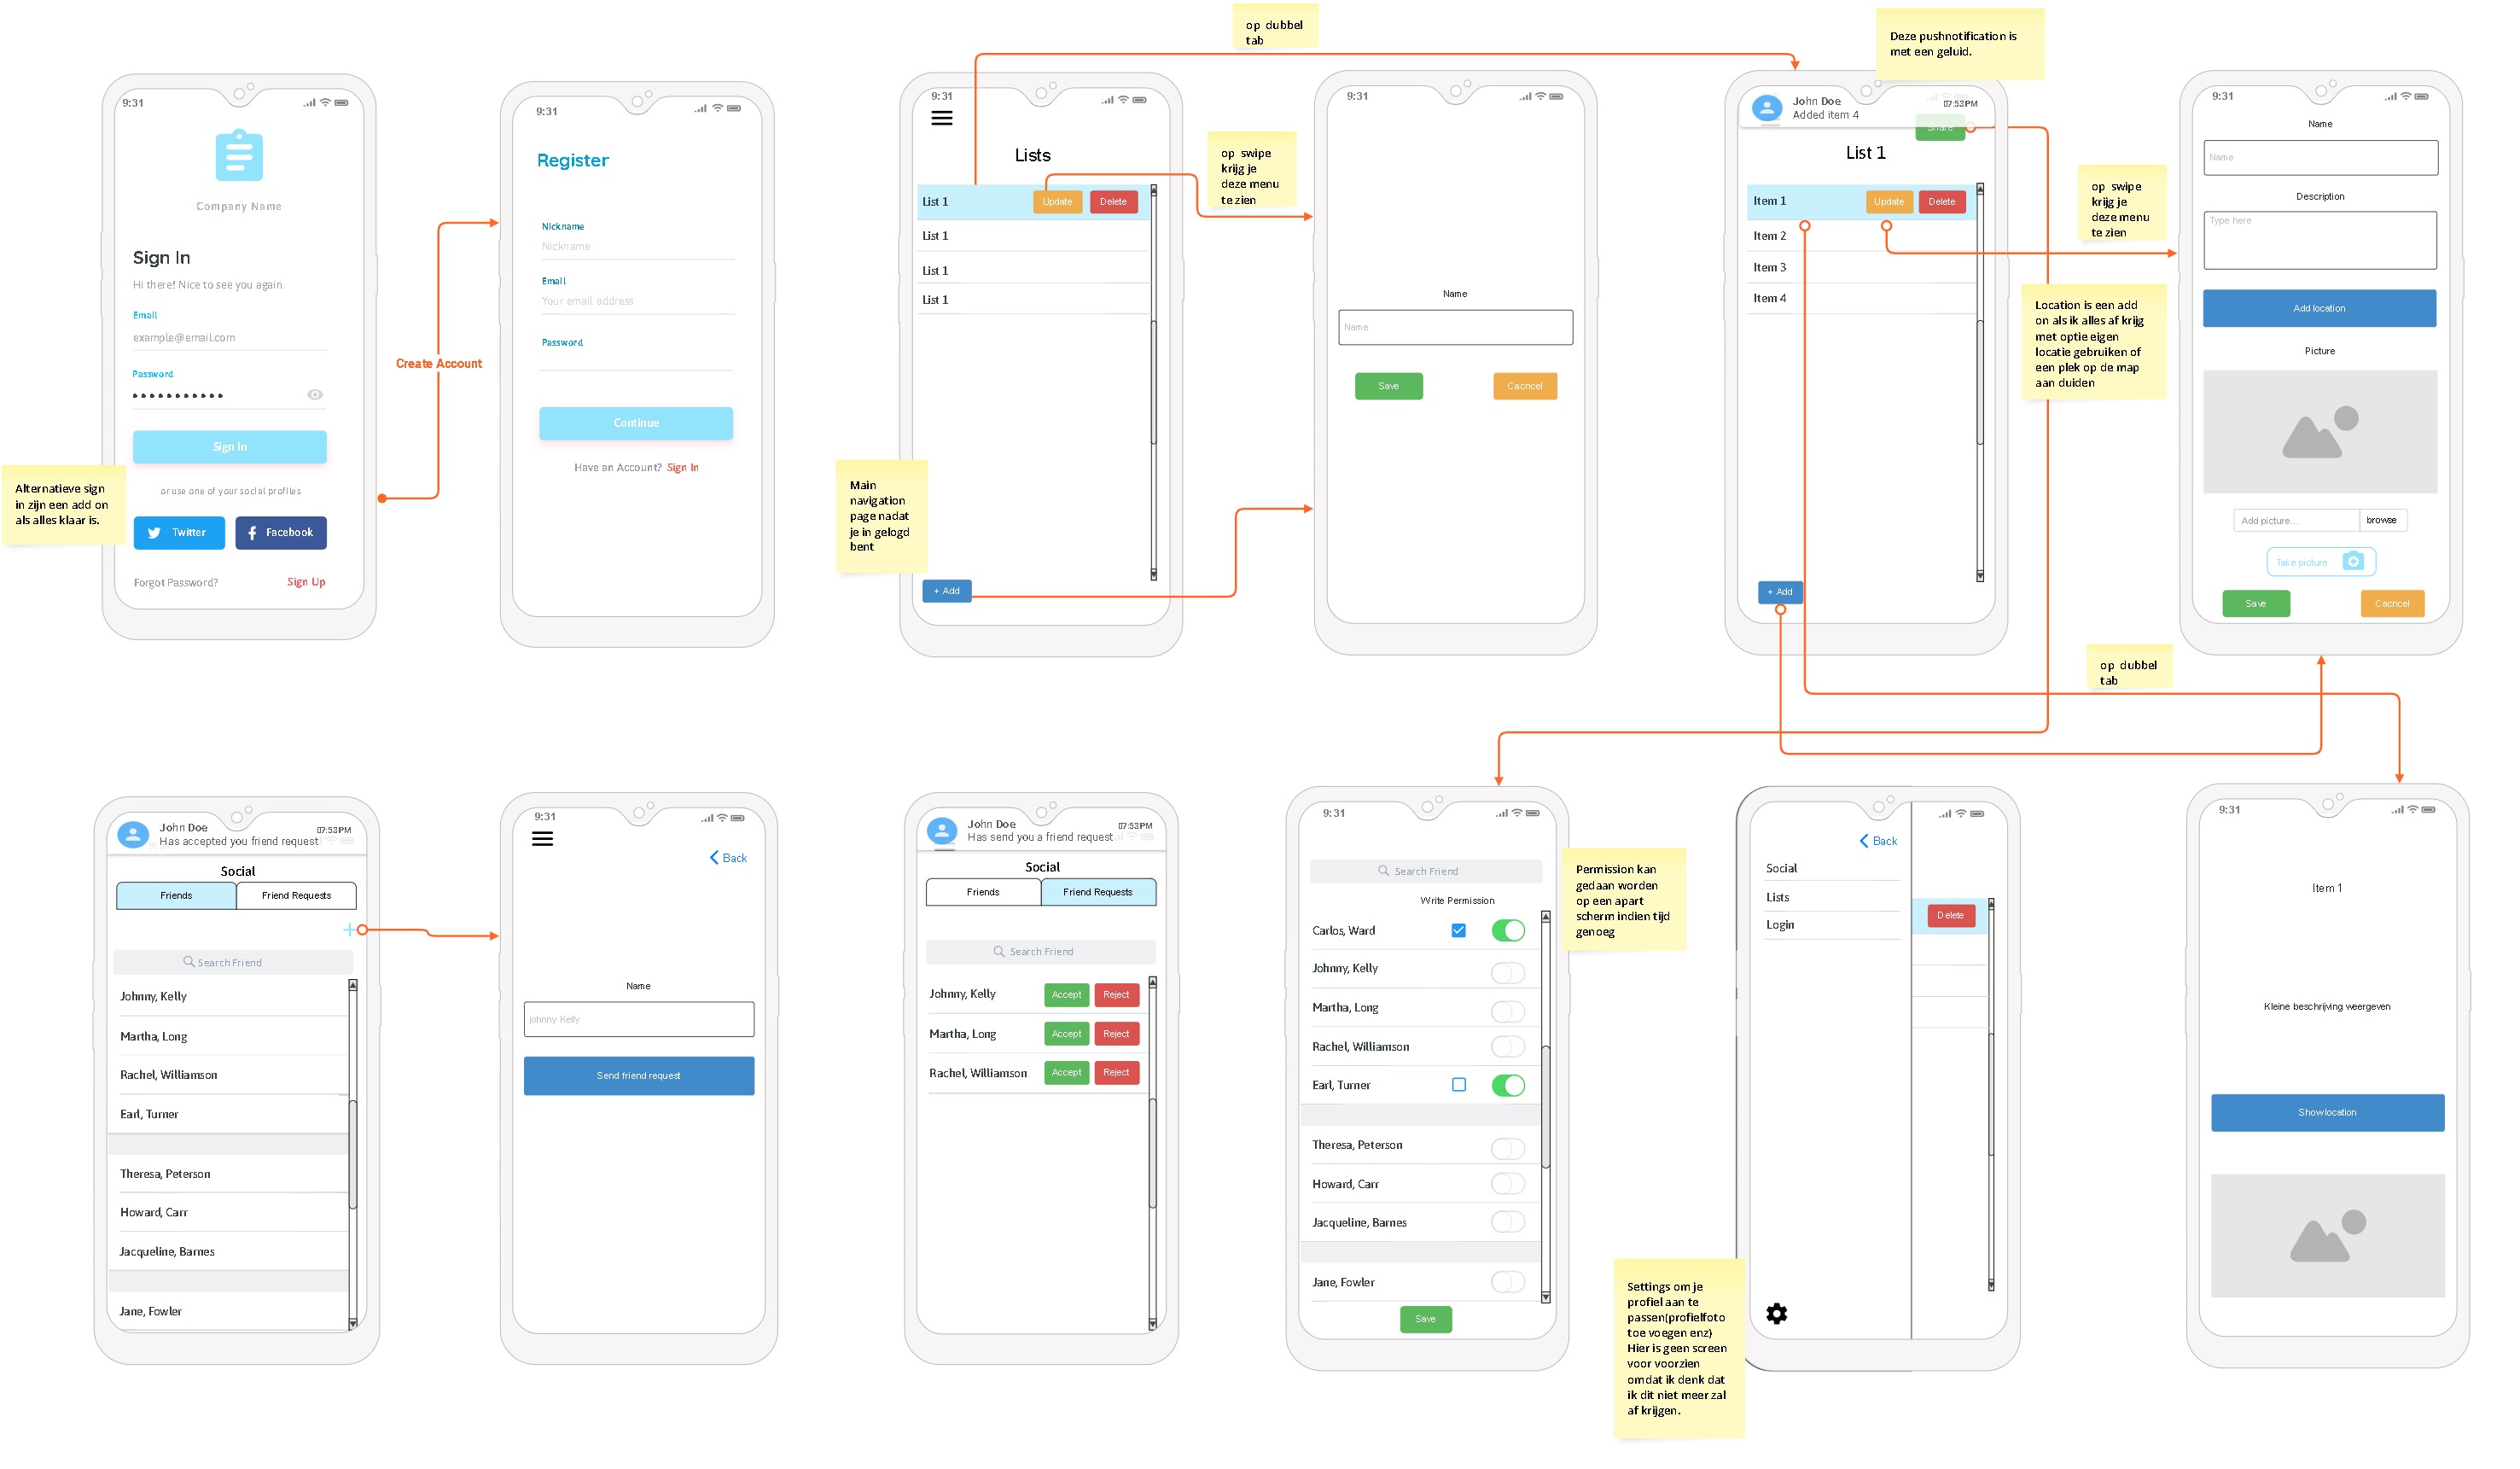 op dubbel
tab
Deze pushnotification is
met een geluid.
9:31
Company Name
Sign In
Hi there! Nice to see you again.
Email
example@email.com
Password
Sign In
or use one of your social profiles
Twitter
Facebook
Forgot Password?
Sign Up
Alternatieve sign
in zijn een add on
als alles klaar is.
Create Account
9:31
Register
Nickname
Nickname
Email
Your email address
Password
Continue
Have an Account? Sign In
9:31
Lists
List 1
Update
Delete
List 1
List 1
List 1
+ Add
Main
navigation
page nadat
je in gelogd
bent
op swipe
krijg je
deze menu
te zien
9:31
Name
Name
Save
Cacncel
John Doe
Added item 4
07:53PM
Share
List 1
Item 1
Update
Delete
Item 2
Item 3
Item 4
+ Add
op swipe
krijg je
deze menu
te zien
Location is een add
on als ik alles af krijg
met optie eigen
locatie gebruiken of
een plek op de map
aan duiden
op dubbel
tab
9:31
Name
Name
Description
Type here
Add location
Picture
Add picture...
browse
Take picture
Save
Cacncel
John Doe
Has accepted you friend request
07:53PM
Social
Friends
Friend Requests
+
Search Friend
Johnny, Kelly
Martha, Long
Rachel, Williamson
Earl, Turner
Theresa, Peterson
Howard, Carr
Jacqueline, Barnes
Jane, Fowler
9:31
Back
Name
johnny Kelly
Send friend request
John Doe
Has send you a friend request
07:53PM
Social
Friends
Friend Requests
Search Friend
Johnny, Kelly
Accept
Reject
Martha, Long
Accept
Reject
Rachel, Williamson
Accept
Reject
9:31
Search Friend
Write Permission
Carlos, Ward
Johnny, Kelly
Martha, Long
Rachel, Williamson
Earl, Turner
Theresa, Peterson
Howard, Carr
Jacqueline, Barnes
Jane, Fowler
Save
Permission kan
gedaan worden
op een apart
scherm indien tijd
genoeg
Back
Social
Lists
Login
Delete
Settings om je
profiel aan te
passen(profielfoto
toe voegen enz)
Hier is geen screen
voor voorzien
omdat ik denk dat
ik dit niet meer zal
af krijgen.
9:31
Item 1
Kleine beschrijving weergeven
Show location